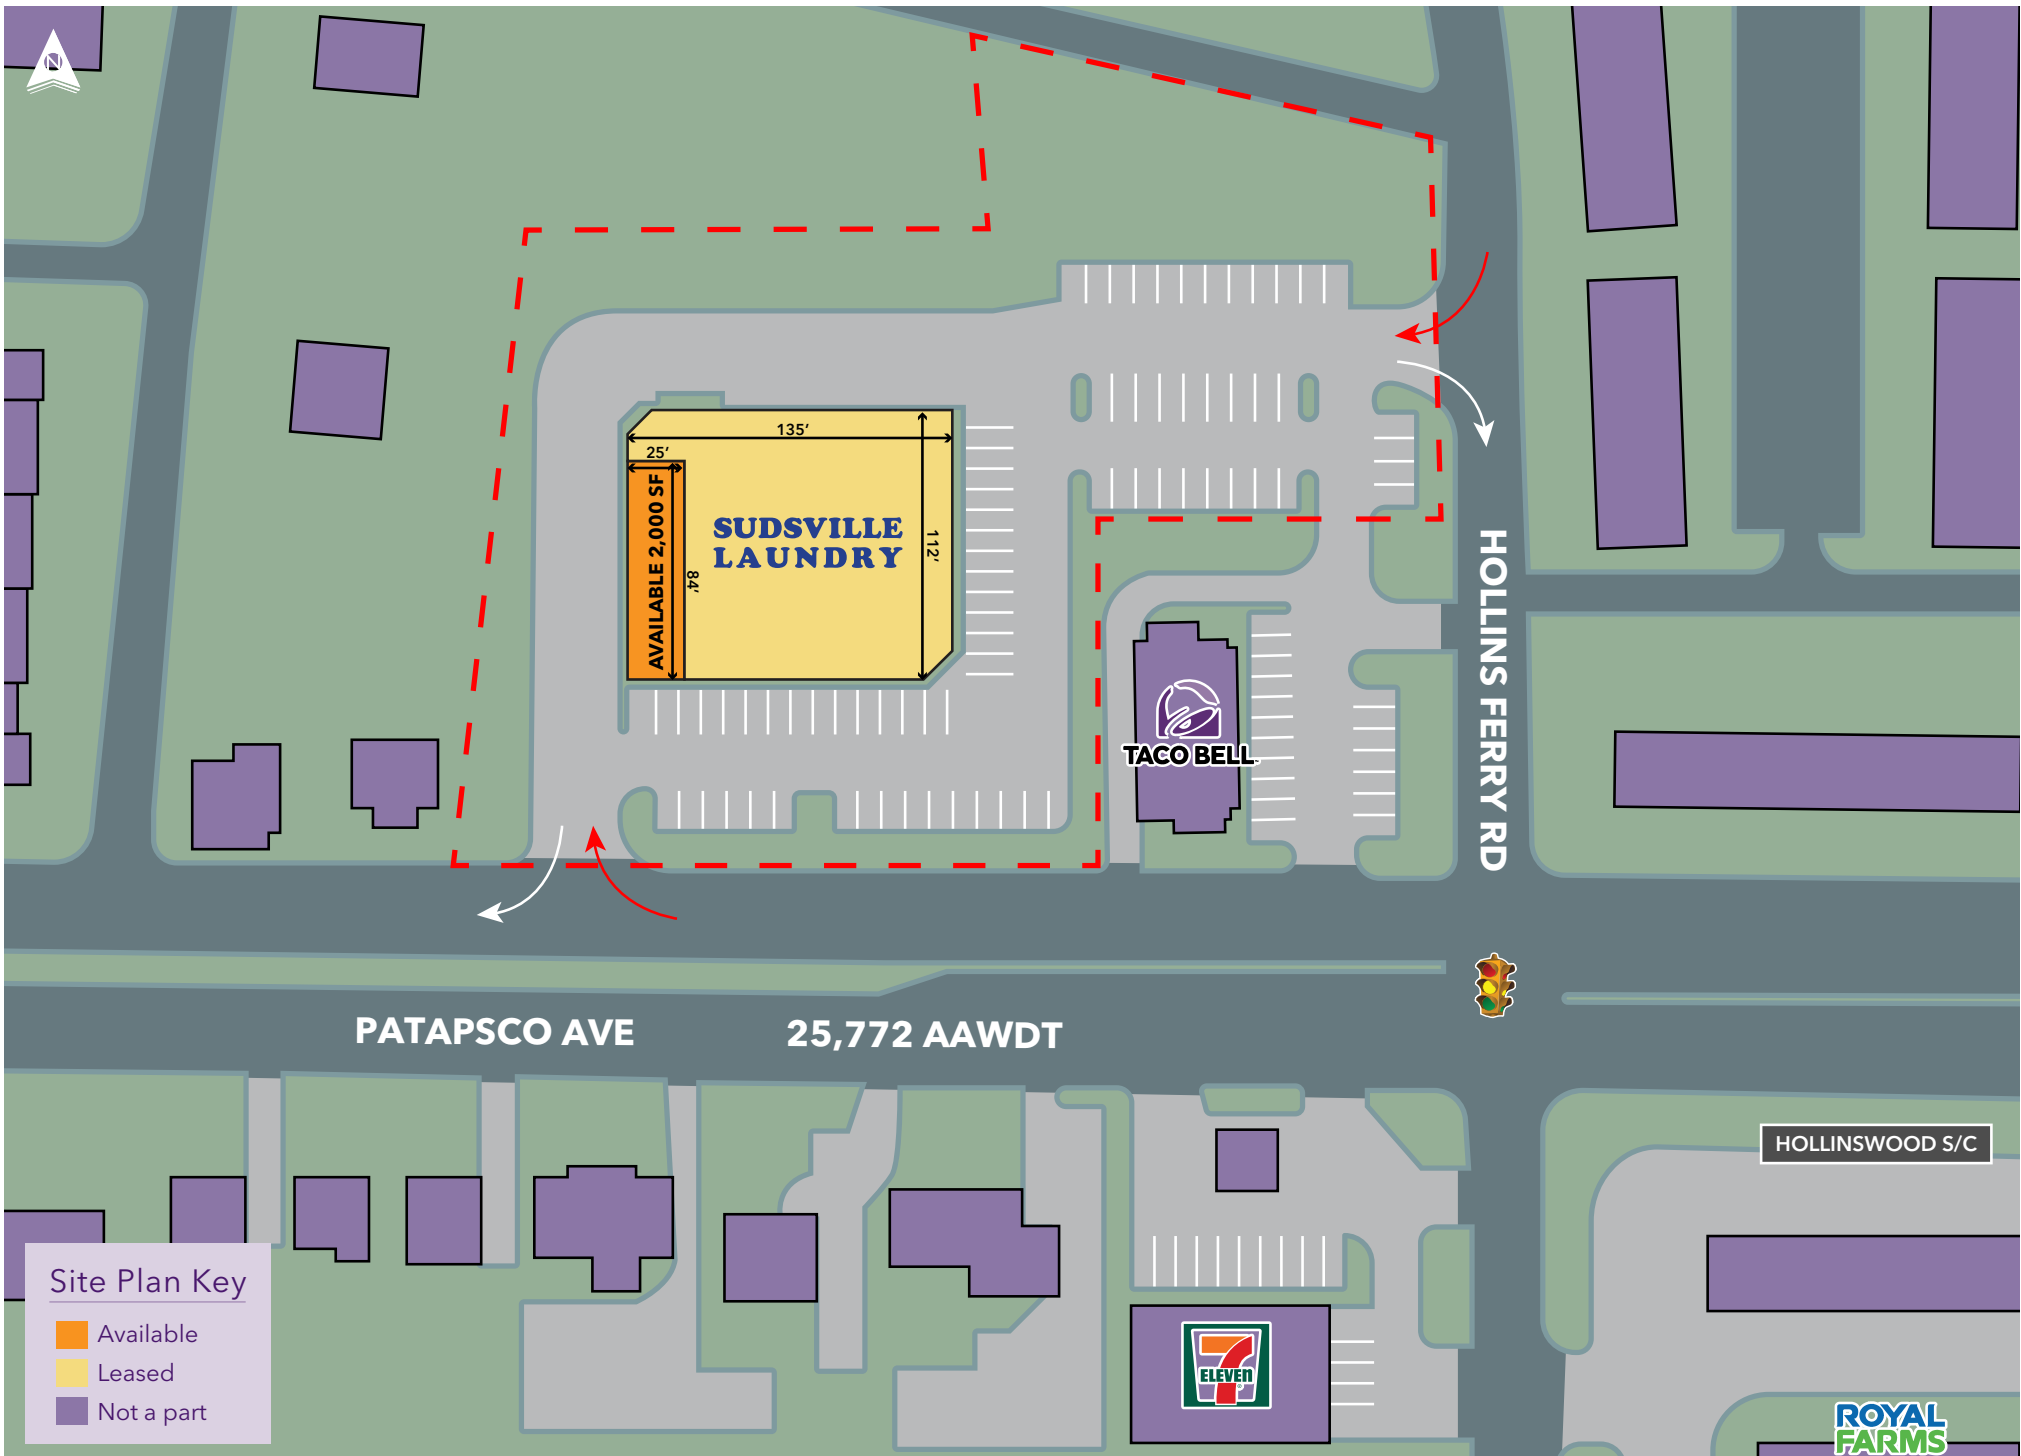 N
135'
25'
AVAILABLE 2,000 SF
84'
SUDSVILLE
LAUNDRY
112'
TACO BELL
HOLLINS FERRY RD
PATAPSCO AVE
25,772 AAWDT
HOLLINSWOOD S/C
Site Plan Key
Available
Leased
Not a part
7
ELEVEn
ROYAL
FARMS